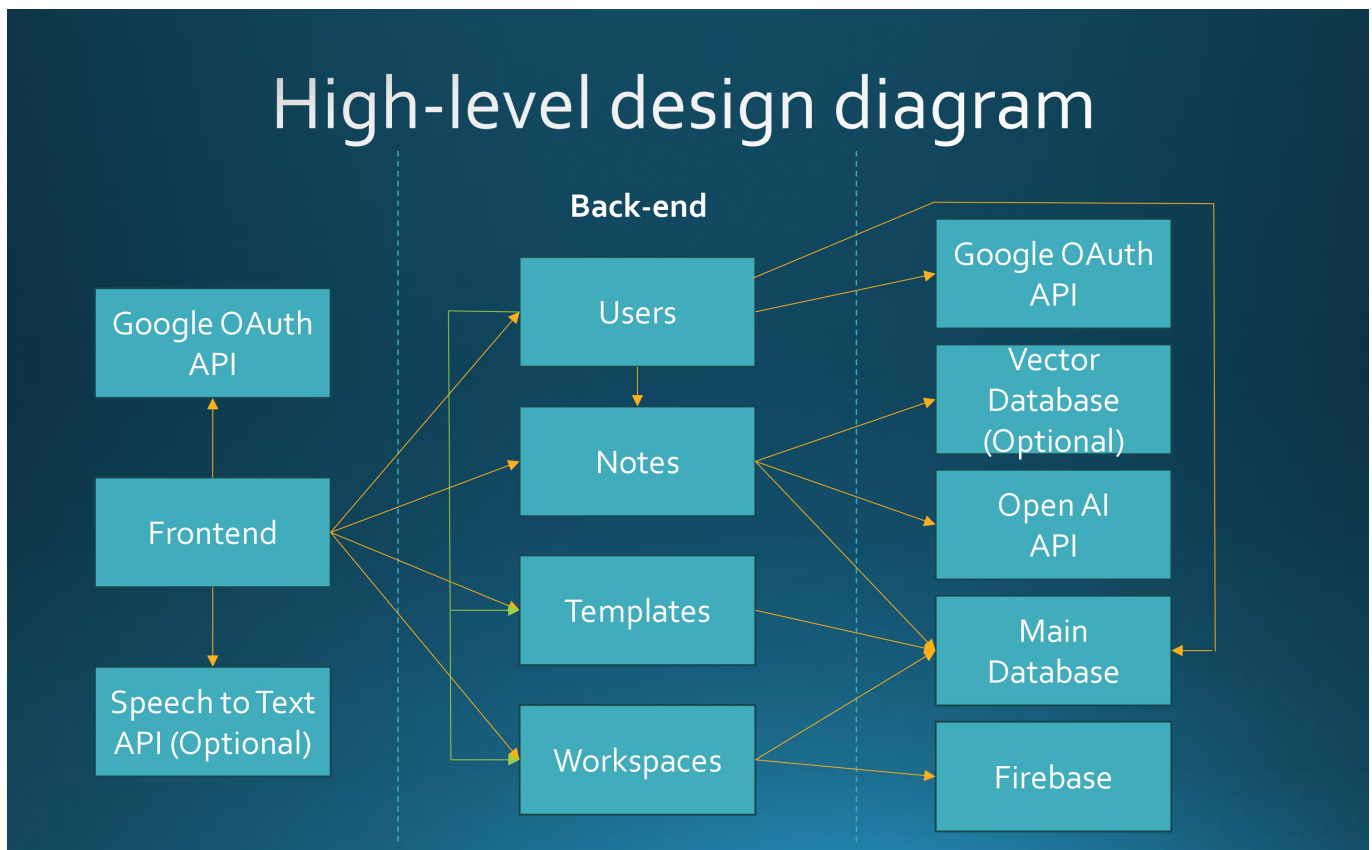 High-level design diagram
Back-end
Google OAuth
API
Frontend
Speech to Text
API (Optional)
Users
Notes
Templates
Workspaces
Google OAuth
API
Vector
Database
(Optional)
Open AI
API
Main
Database
Firebase